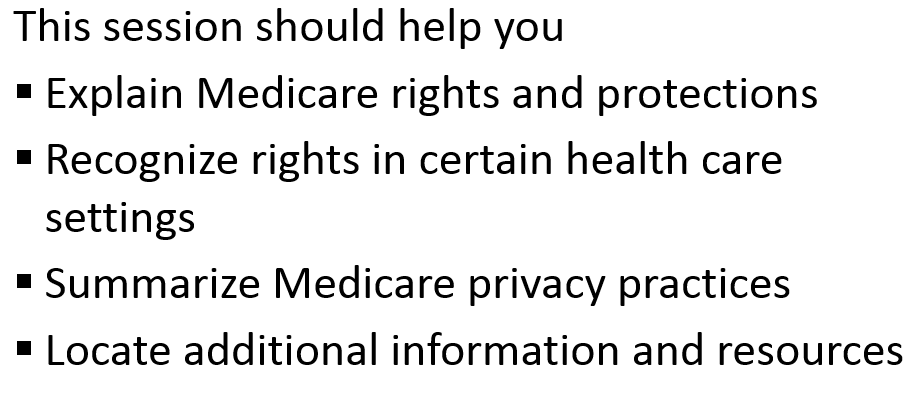 This session should help you
▪ Explain Medicare rights and protections
▪ Recognize rights in certain health care
settings
▪ Summarize Medicare privacy practices
▪ Locate additional information and resources